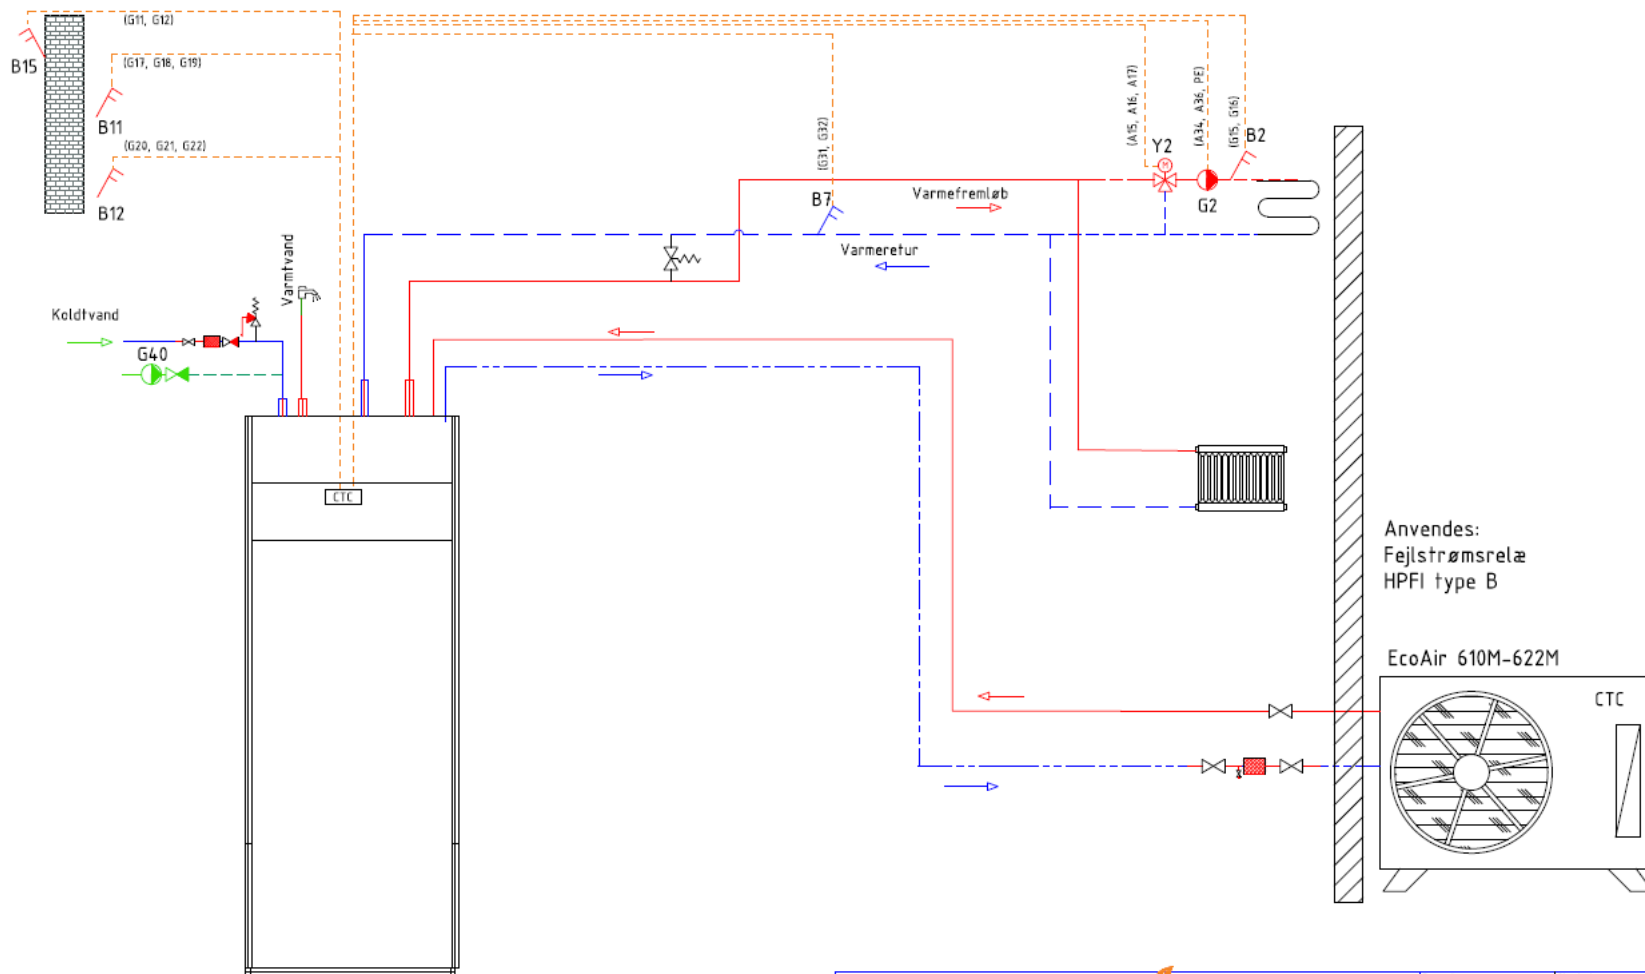 (G11, G12)
B15
(G17, G18, G19)
B11
(G20, G21, G22)
B12
(G31, G32)
B7
(A15, A16, A17)
(A34, A36, PE)
(G15, G16)
Y2
B2
M
G2
Varmefremløb
Varmeretur
Varmtvand
Koldtvand
G40
CTC
Anvendes:
Fejlstrømsrelæ
HPFI type B
EcoAir 610M-622M
CTC